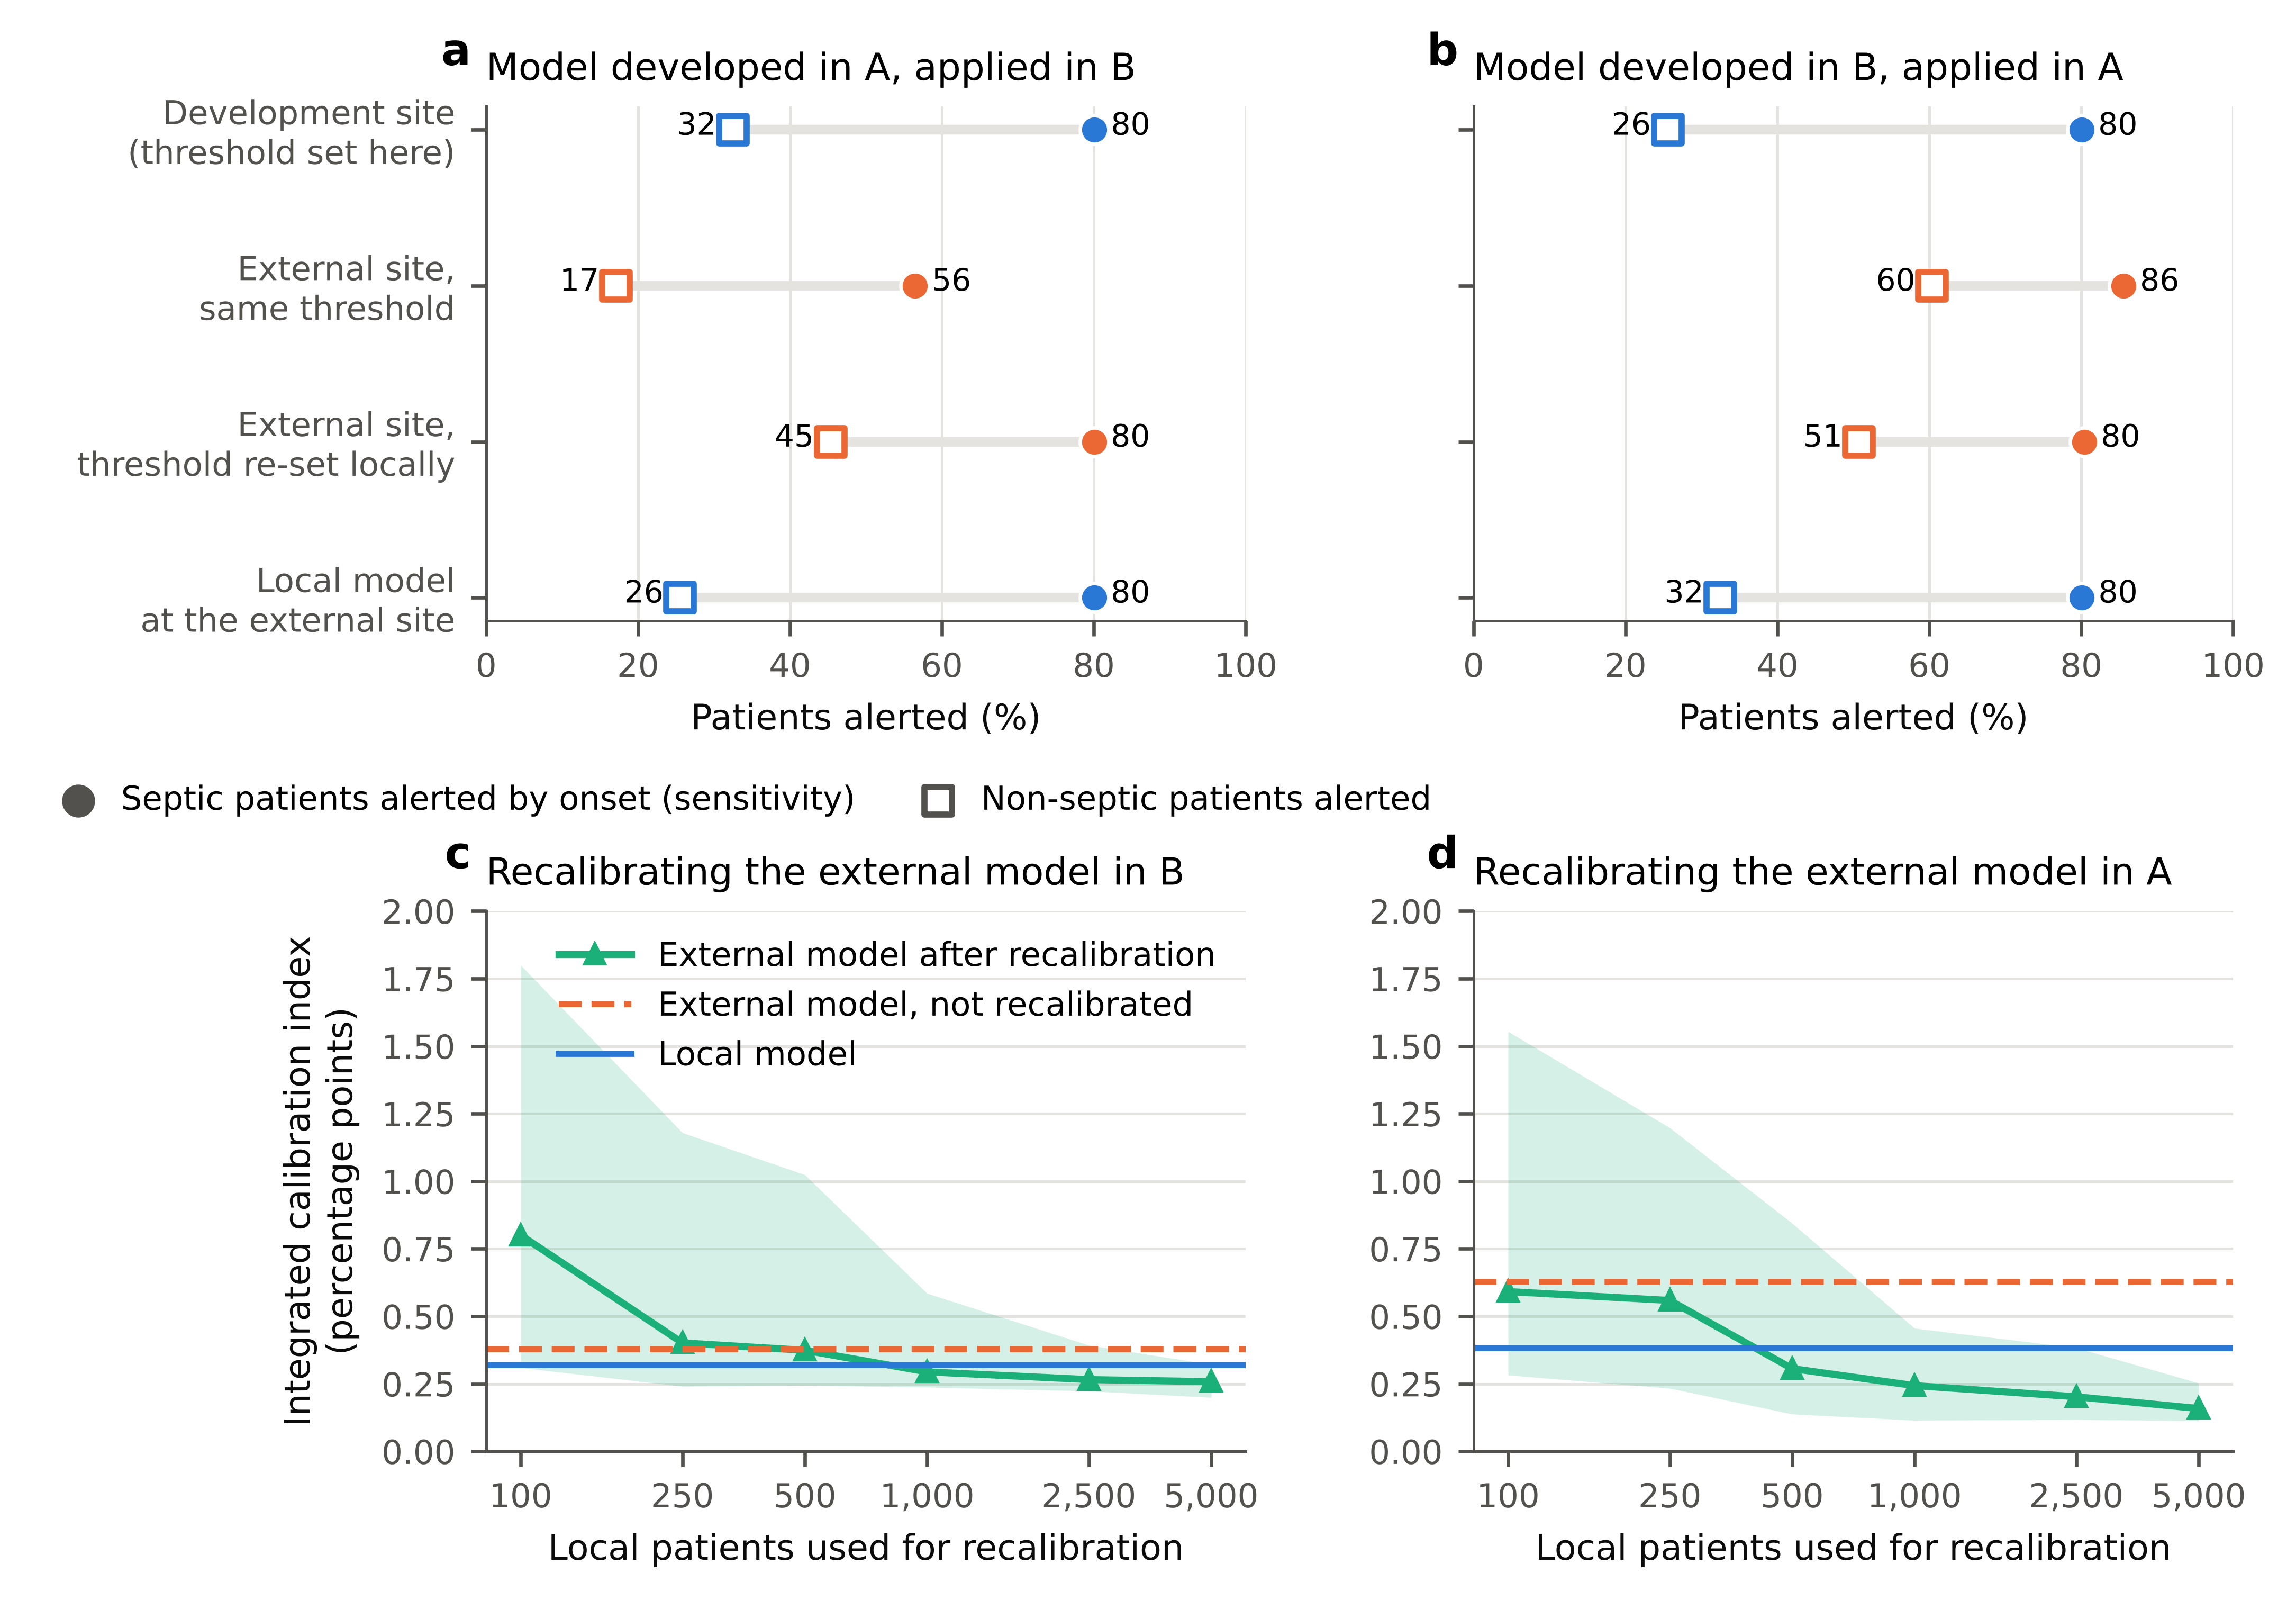 a Model developed in A, applied in B
b Model developed in B, applied in A
Development site
(threshold set here)
32 80
26 80
External site,
same threshold
17 56
60 86
External site,
threshold re-set locally
45 80
51 80
Local model
at the external site
26 80
32 80
0 20 40 60 80 100
0 20 40 60 80 100
Patients alerted (%)
Patients alerted (%)
Septic patients alerted by onset (sensitivity)
Non-septic patients alerted
c Recalibrating the external model in B
Integrated calibration index
(percentage points)
2.00
1.75
1.50
1.25
1.00
0.75
0.50
0.25
0.00
External model after recalibration
External model, not recalibrated
Local model
100 250 500 1,000 2,500 5,000
Local patients used for recalibration
d Recalibrating the external model in A
2.00
1.75
1.50
1.25
1.00
0.75
0.50
0.25
0.00
100 250 500 1,000 2,500 5,000
Local patients used for recalibration